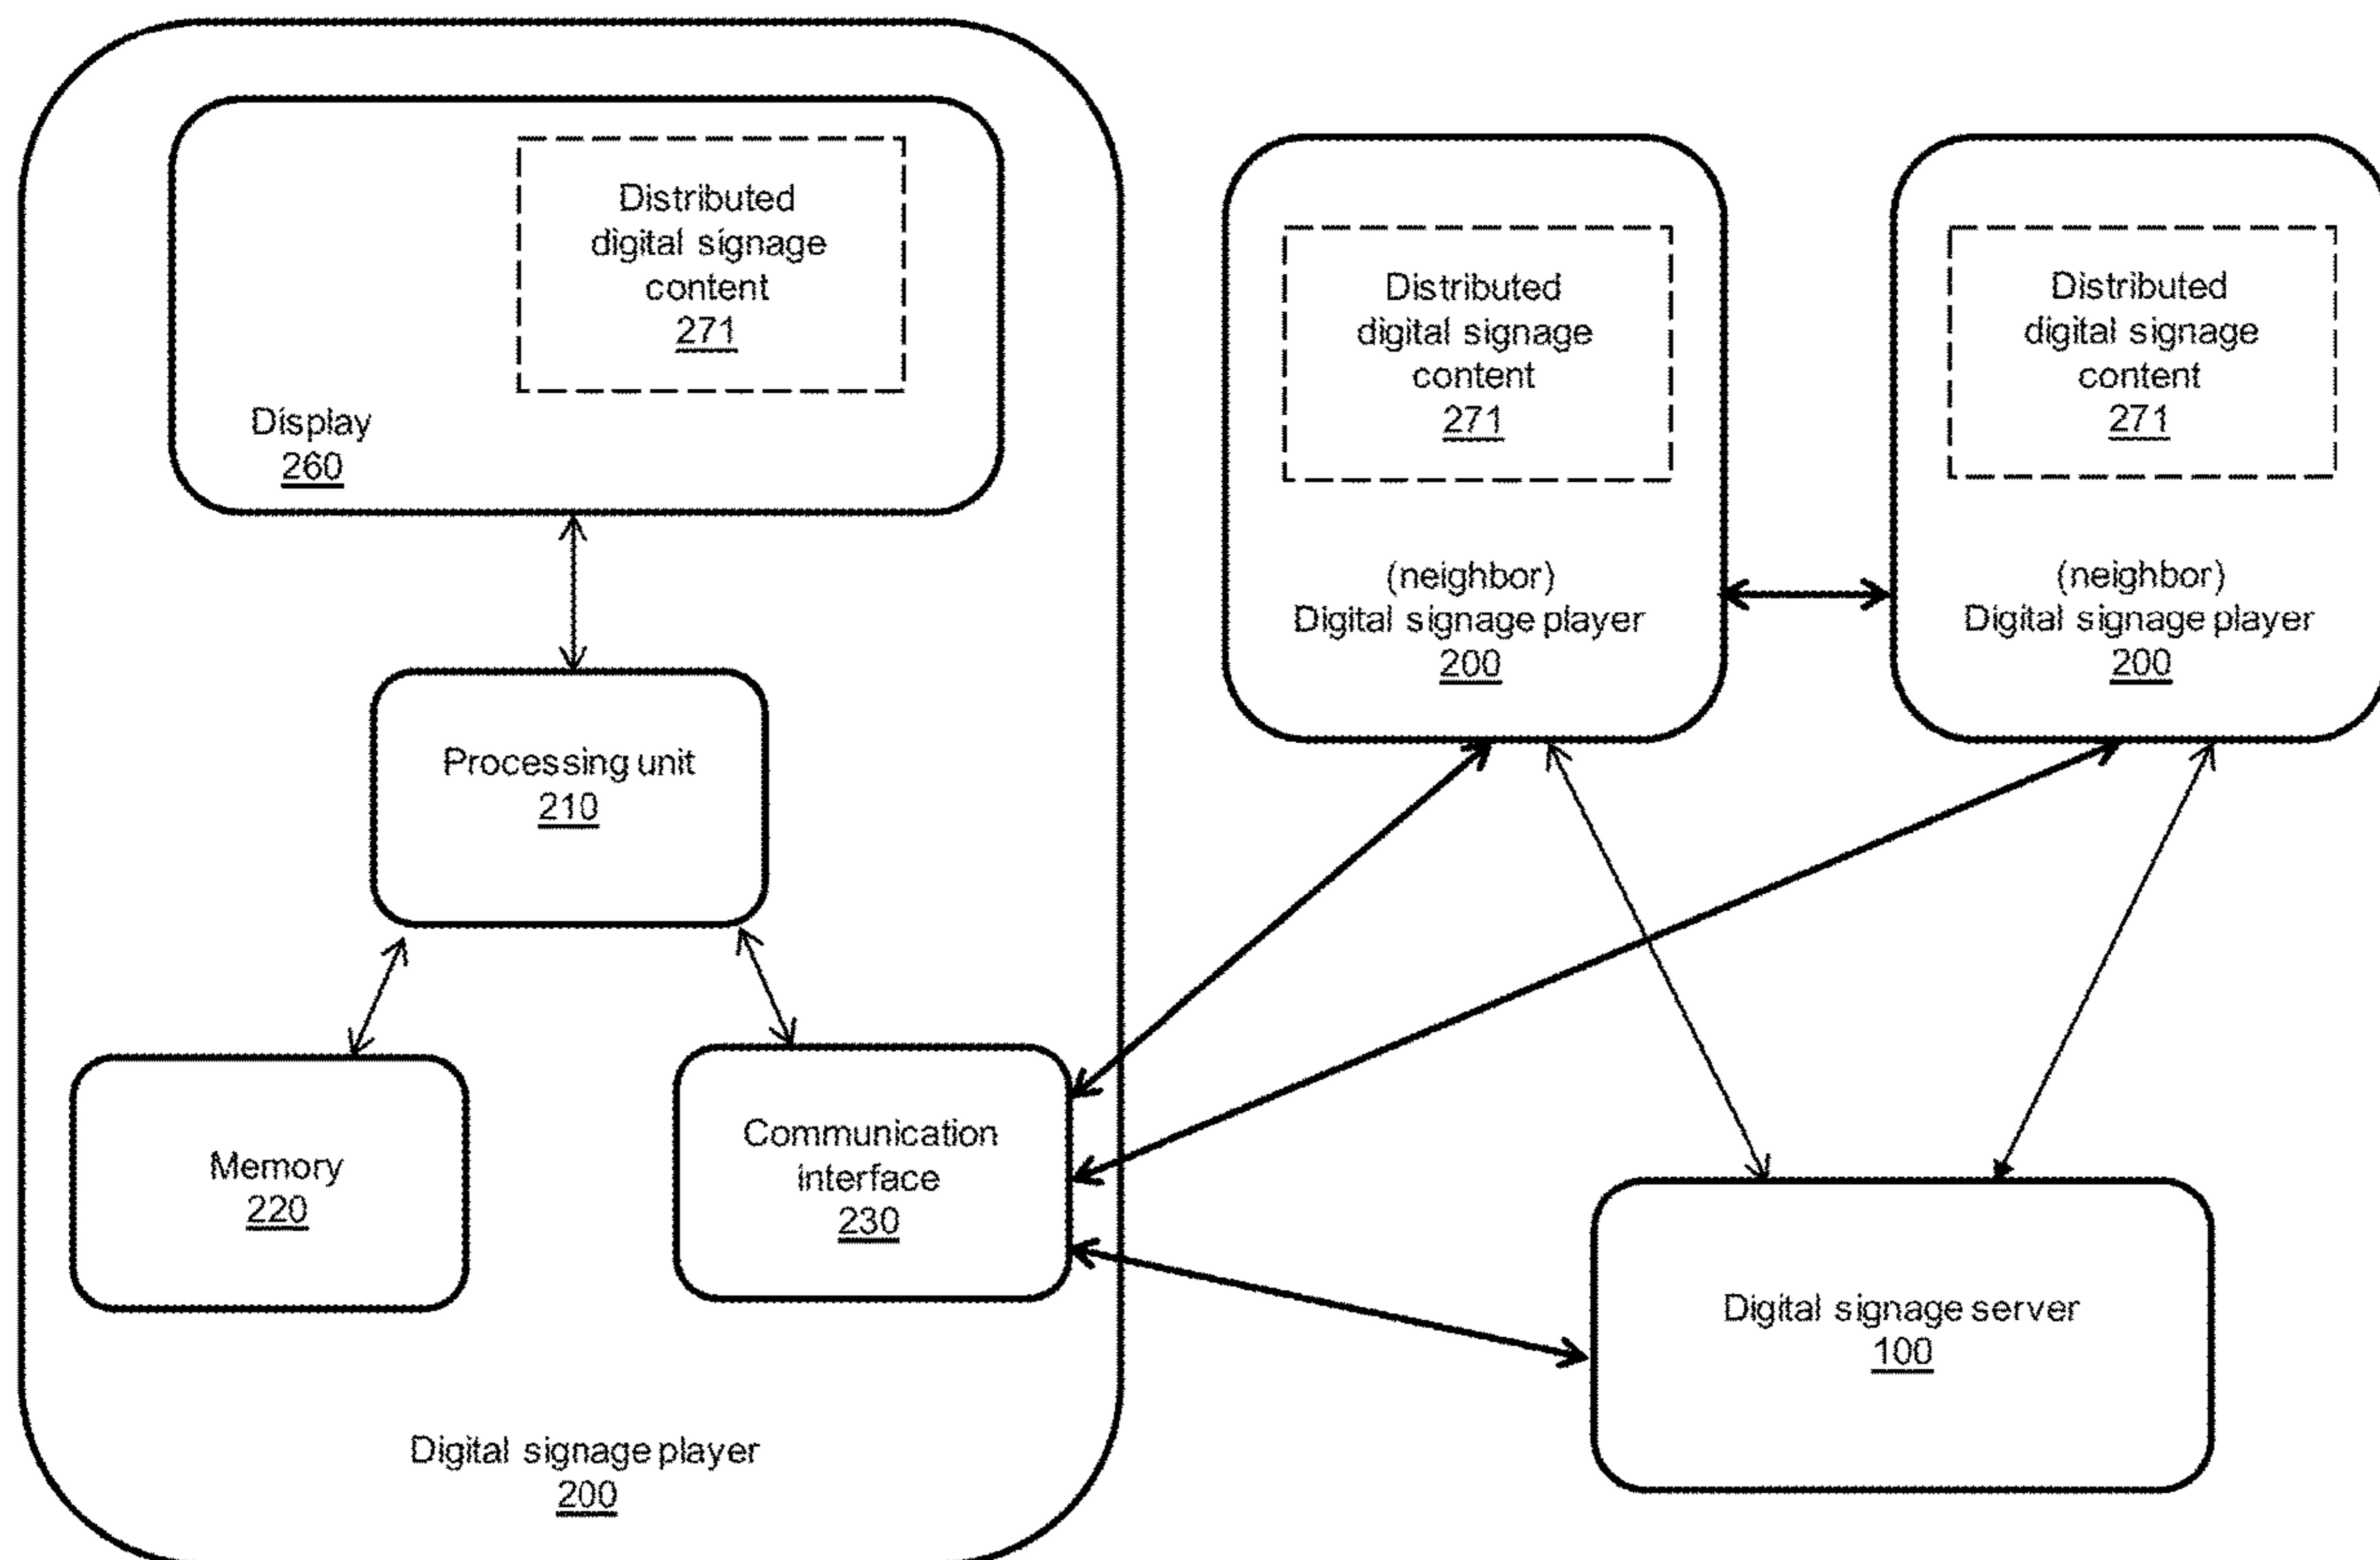 Distributed
digital signage
content
271
Display
260
Processing unit
210
Memory
220
Communication
interface
230
Digital signage player
200
Distributed
digital signage
content
271
(neighbor)
Digital signage player
200
Distributed
digital signage
content
271
(neighbor)
Digital signage player
200
Digital signage server
100